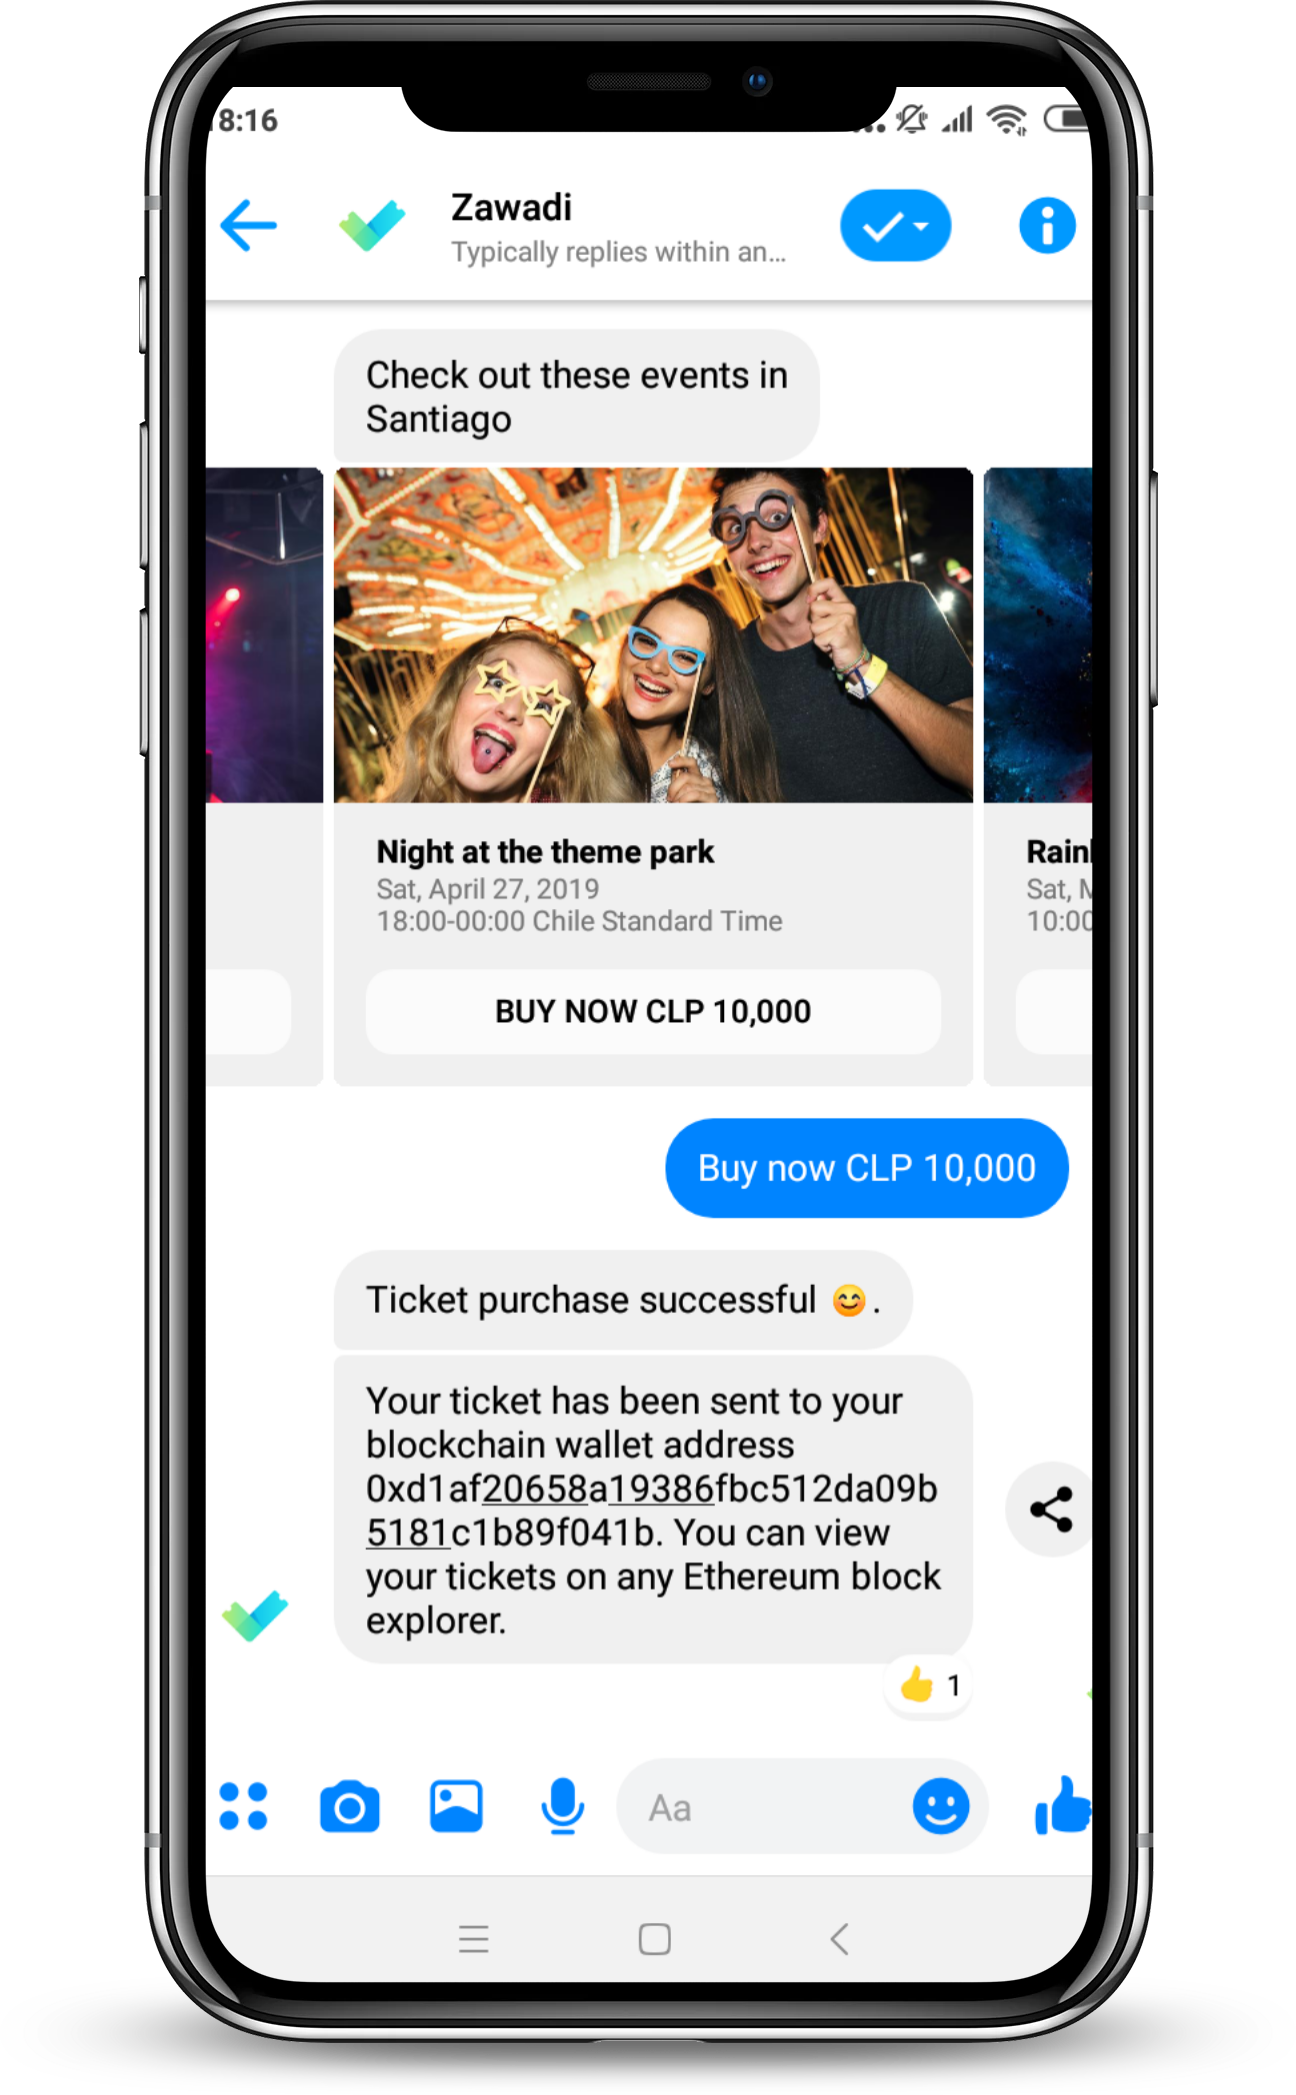 8:16
Zawadi
Typically replies within an...
Check out these events in
Santiago
Night at the theme park
Sat, April 27, 2019
18:00-00:00 Chile Standard Time
BUY NOW CLP 10,000
Sat,
10:00
Buy now CLP 10,000
Ticket purchase successful 😊.
Your ticket has been sent to your
blockchain wallet address
0xd1af20658a19386fbc512da09b
5181c1b89f041b. You can view
your tickets on any Ethereum block
explorer.
👍 1
Aa